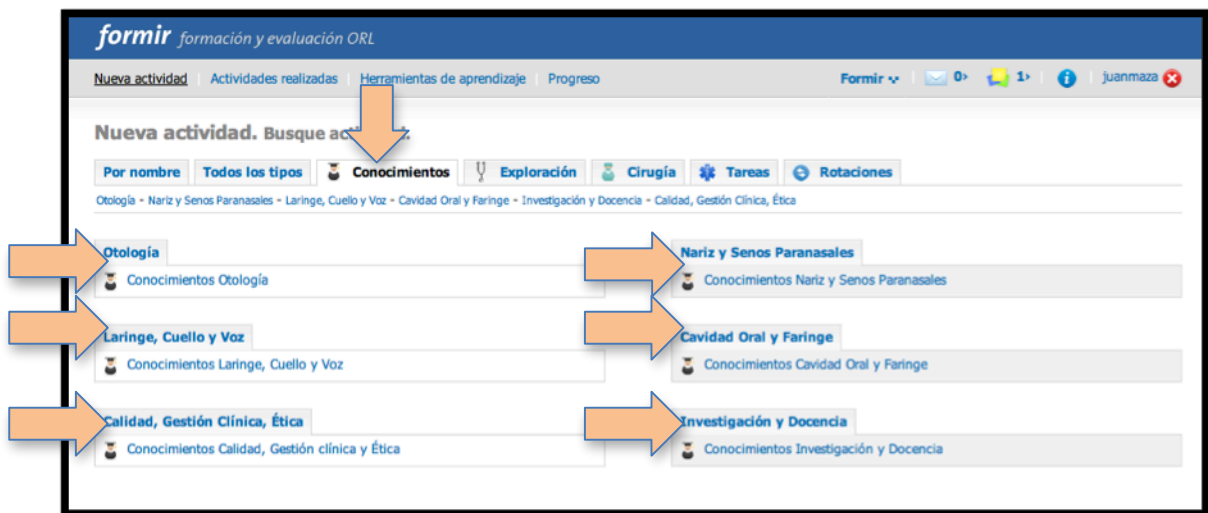 formir formación y evaluación ORL
Nueva actividad Actividades realizadas Herramientas de aprendizaje Progreso Formir 0 1 i juanmaza
Nueva actividad. Busque
Por nombre Todos los tipos Conocimientos Exploración Cirugía Tareas Rotaciones
Otología - Nariz y Senos Paranasales - Laringe, Cuello y Voz - Cavidad Oral y Faringe - Investigación y Docencia - Calidad, Gestión Clínica, Ética
Otología Nariz y Senos Paranasales
Conocimientos Otología Conocimientos Nariz y Senos Paranasales
Laringe, Cuello y Voz Cavidad Oral y Faringe
Conocimientos Laringe, Cuello y Voz Conocimientos Cavidad Oral y Faringe
Calidad, Gestión Clínica, Ética Investigación y Docencia
Conocimientos Calidad, Gestión clínica y Ética Conocimientos Investigación y Docencia